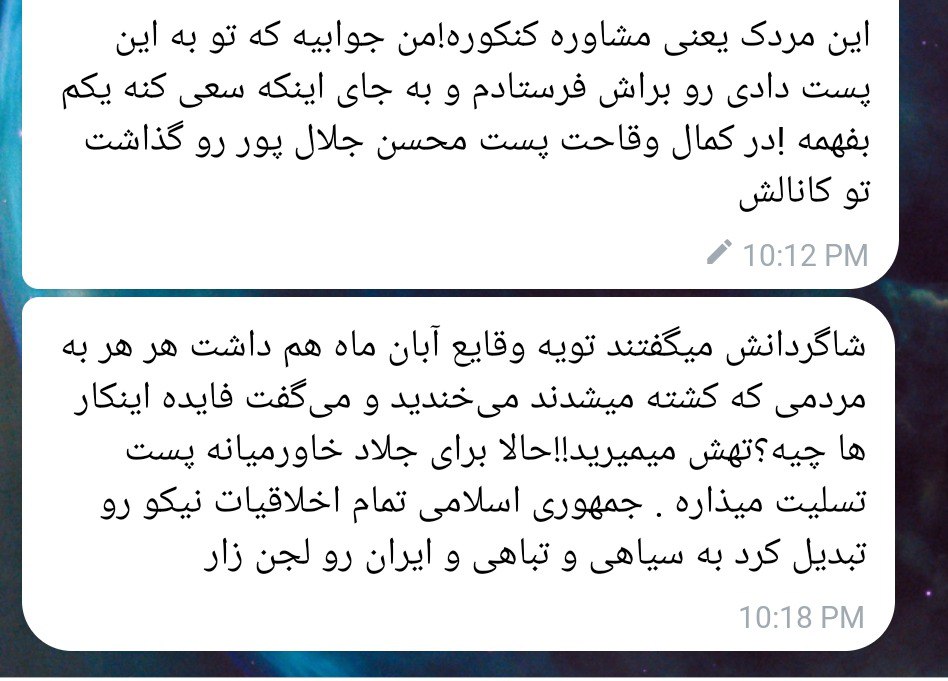 این مردک یعنی مشاوره کنکوره!من جوابیه که تو به این
پست دادی رو براش فرستادم و به جای اینکه سعی کنه یکم
بفهمه !در کمال وقاحت پست محسن جلال پور رو گذاشت
تو کانالش
10:12 PM
شاگردانش میگفتند تویه وقایع آبان ماه هم داشت هر هر به
مردمی که کشته میشدند می‌خندید و می‌گفت فایده اینکار
ها چیه؟تهش میمیرید!!حالا برای جلاد خاورمیانه پست
تسلیت میذاره . جمهوری اسلامی تمام اخلاقیات نیکو رو
تبدیل کرد به سیاهی و تباهی و ایران رو لجن زار
10:18 PM